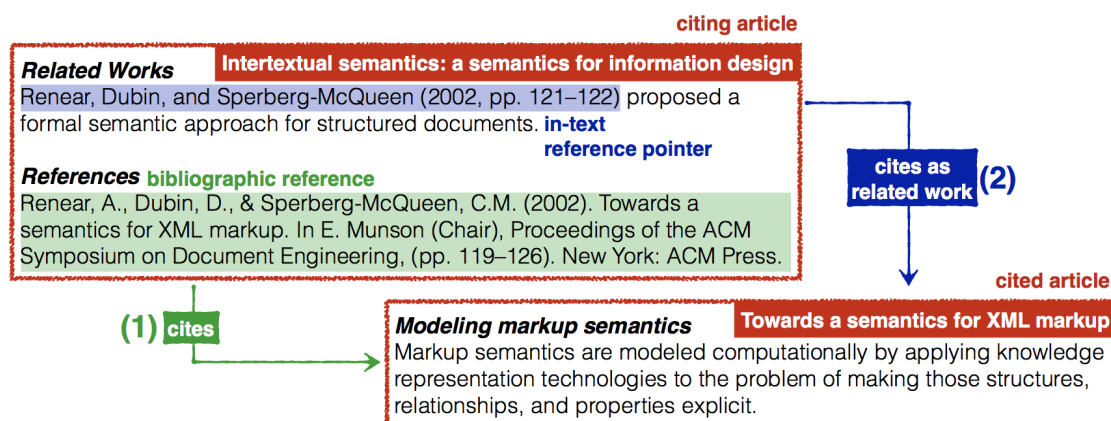 citing article
Intertextual semantics: a semantics for information design
Related Works
Renear, Dubin, and Sperberg-McQueen (2002, pp. 121–122) proposed a
formal semantic approach for structured documents. in-text
reference pointer
References bibliographic reference
Renear, A., Dubin, D., & Sperberg-McQueen, C.M. (2002). Towards a
semantics for XML markup. In E. Munson (Chair), Proceedings of the ACM
Symposium on Document Engineering, (pp. 119–126). New York: ACM Press.
cites as
related work
(2)
(1) cites
cited article
Towards a semantics for XML markup
Modeling markup semantics
Markup semantics are modeled computationally by applying knowledge
representation technologies to the problem of making those structures,
relationships, and properties explicit.